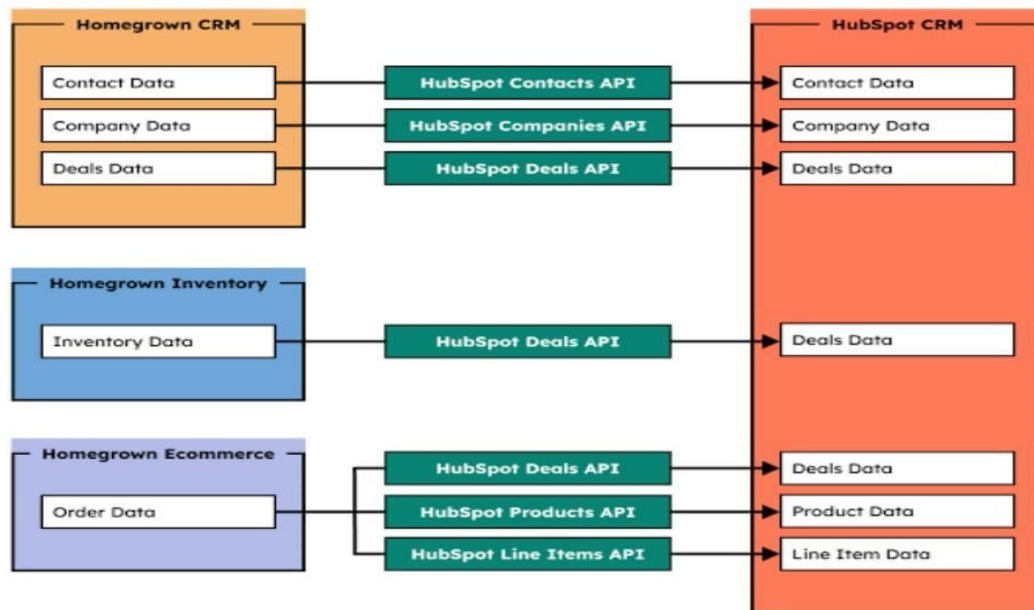 Homegrown CRM
HubSpot CRM
Contact Data
HubSpot Contacts API
Contact Data
Company Data
HubSpot Companies API
Company Data
Deals Data
HubSpot Deals API
Deals Data
Homegrown Inventory
Inventory Data
HubSpot Deals API
Deals Data
Homegrown Ecommerce
HubSpot Deals API
Deals Data
Order Data
HubSpot Products API
Product Data
HubSpot Line Items API
Line Item Data